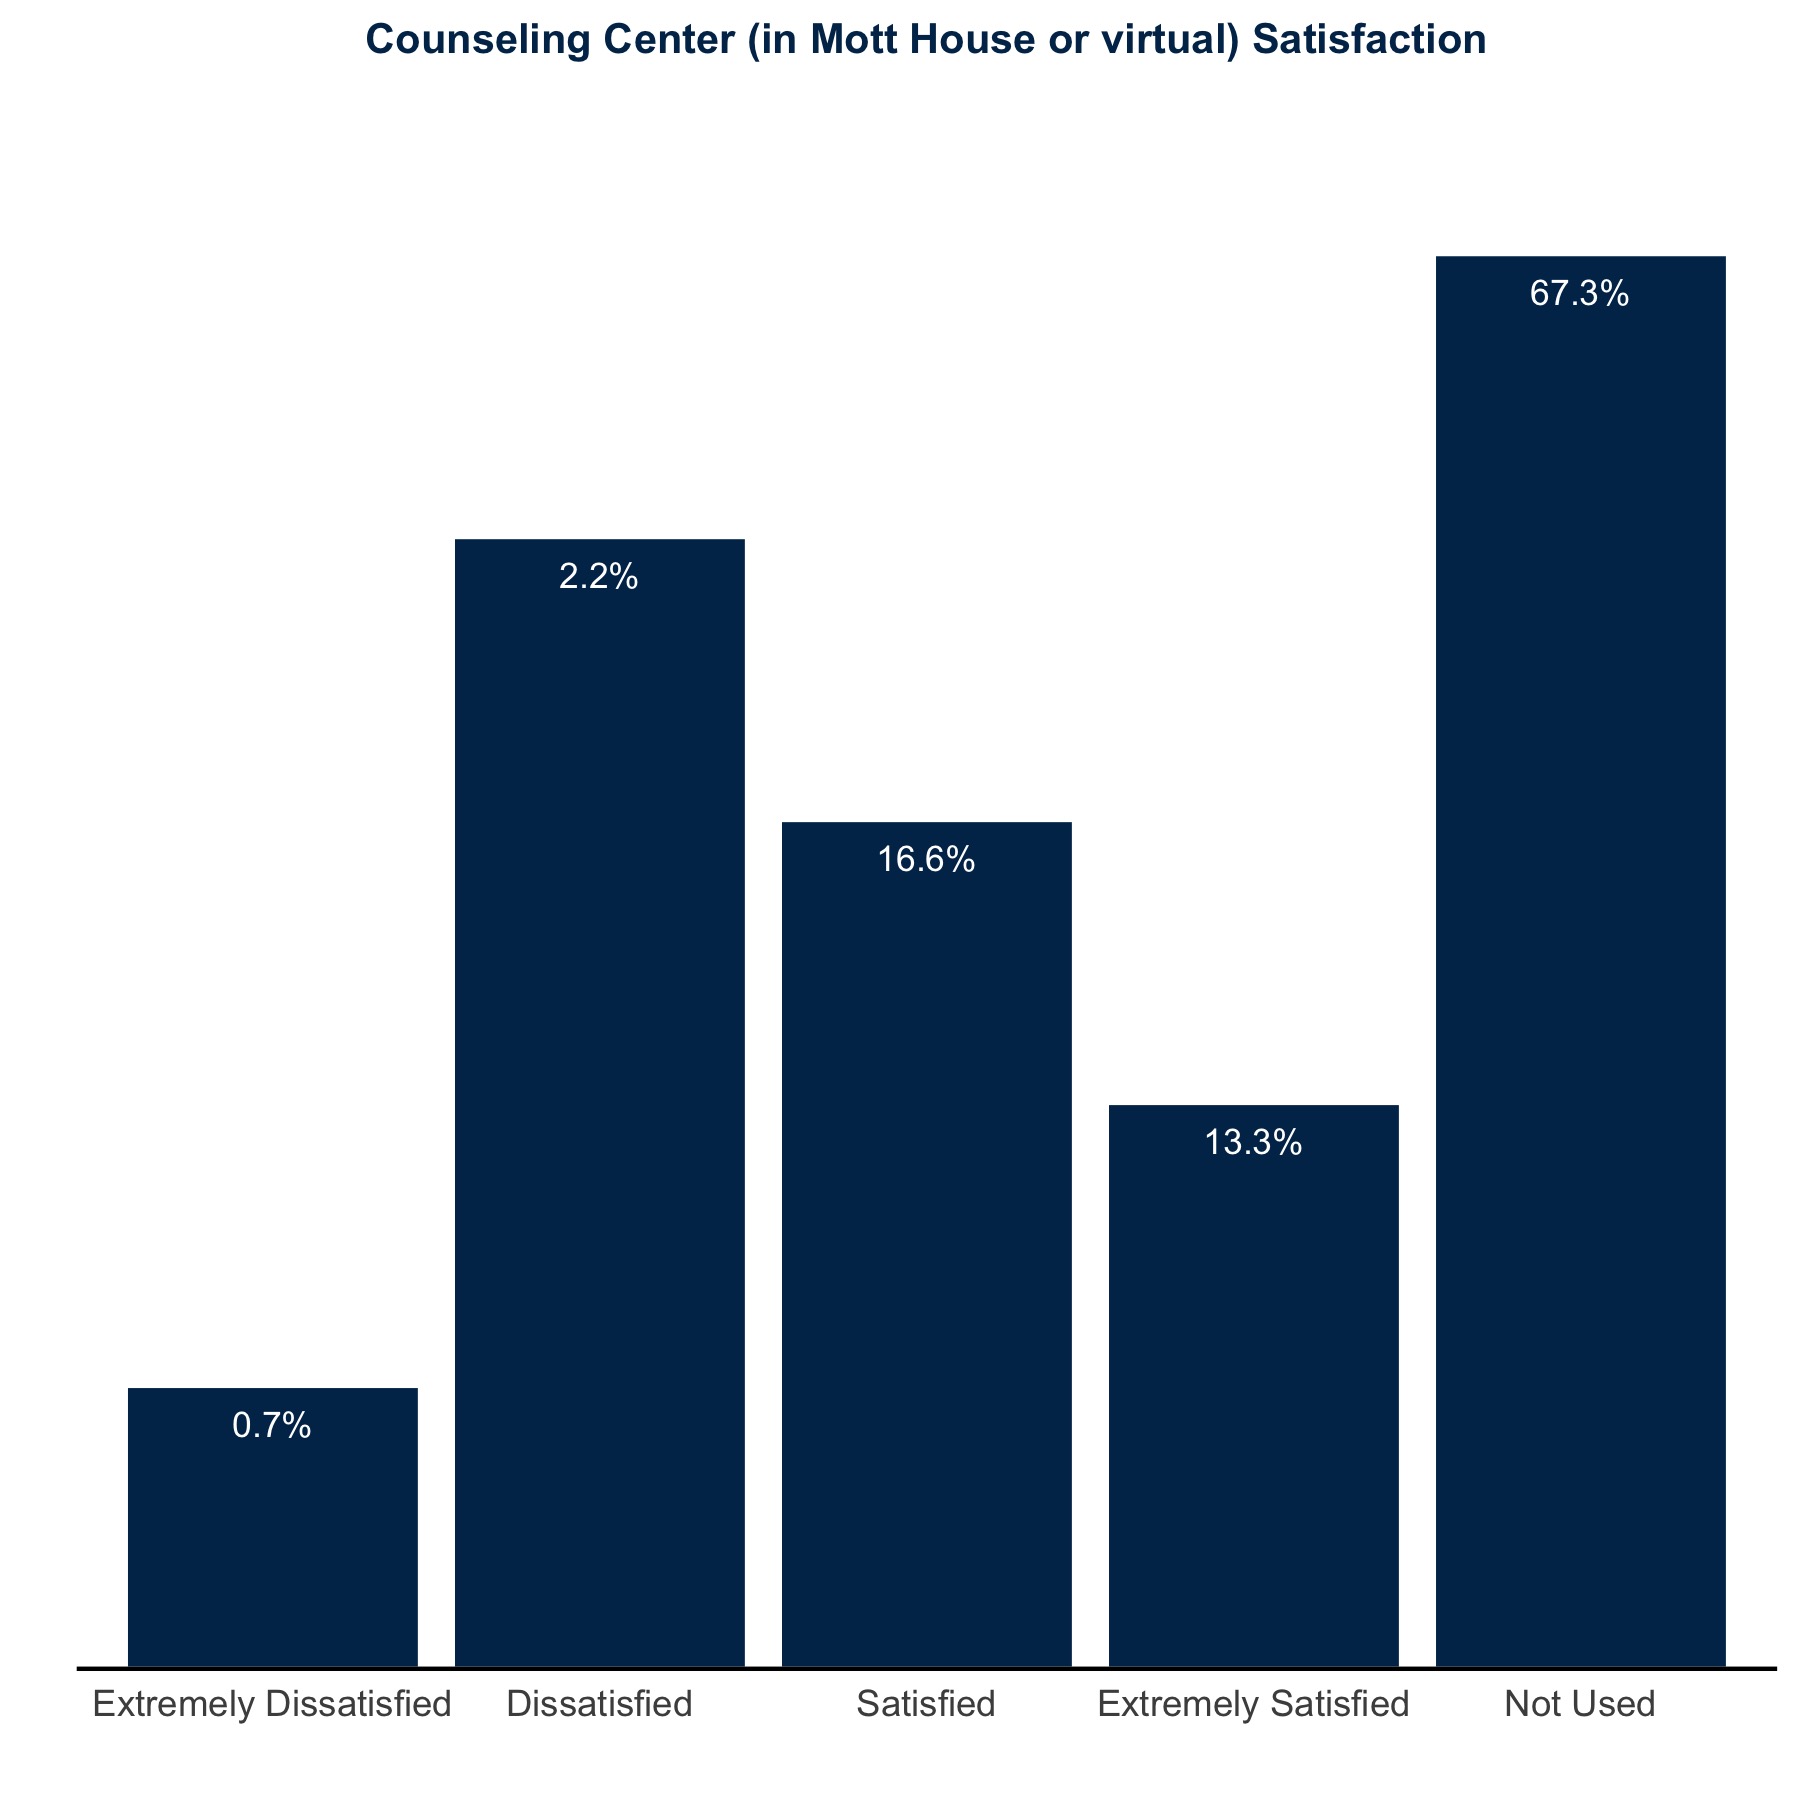 Counseling Center (in Mott House or virtual) Satisfaction
67.3%
2.2%
16.6%
13.3%
0.7%
Extremely Dissatisfied Dissatisfied Satisfied Extremely Satisfied Not Used